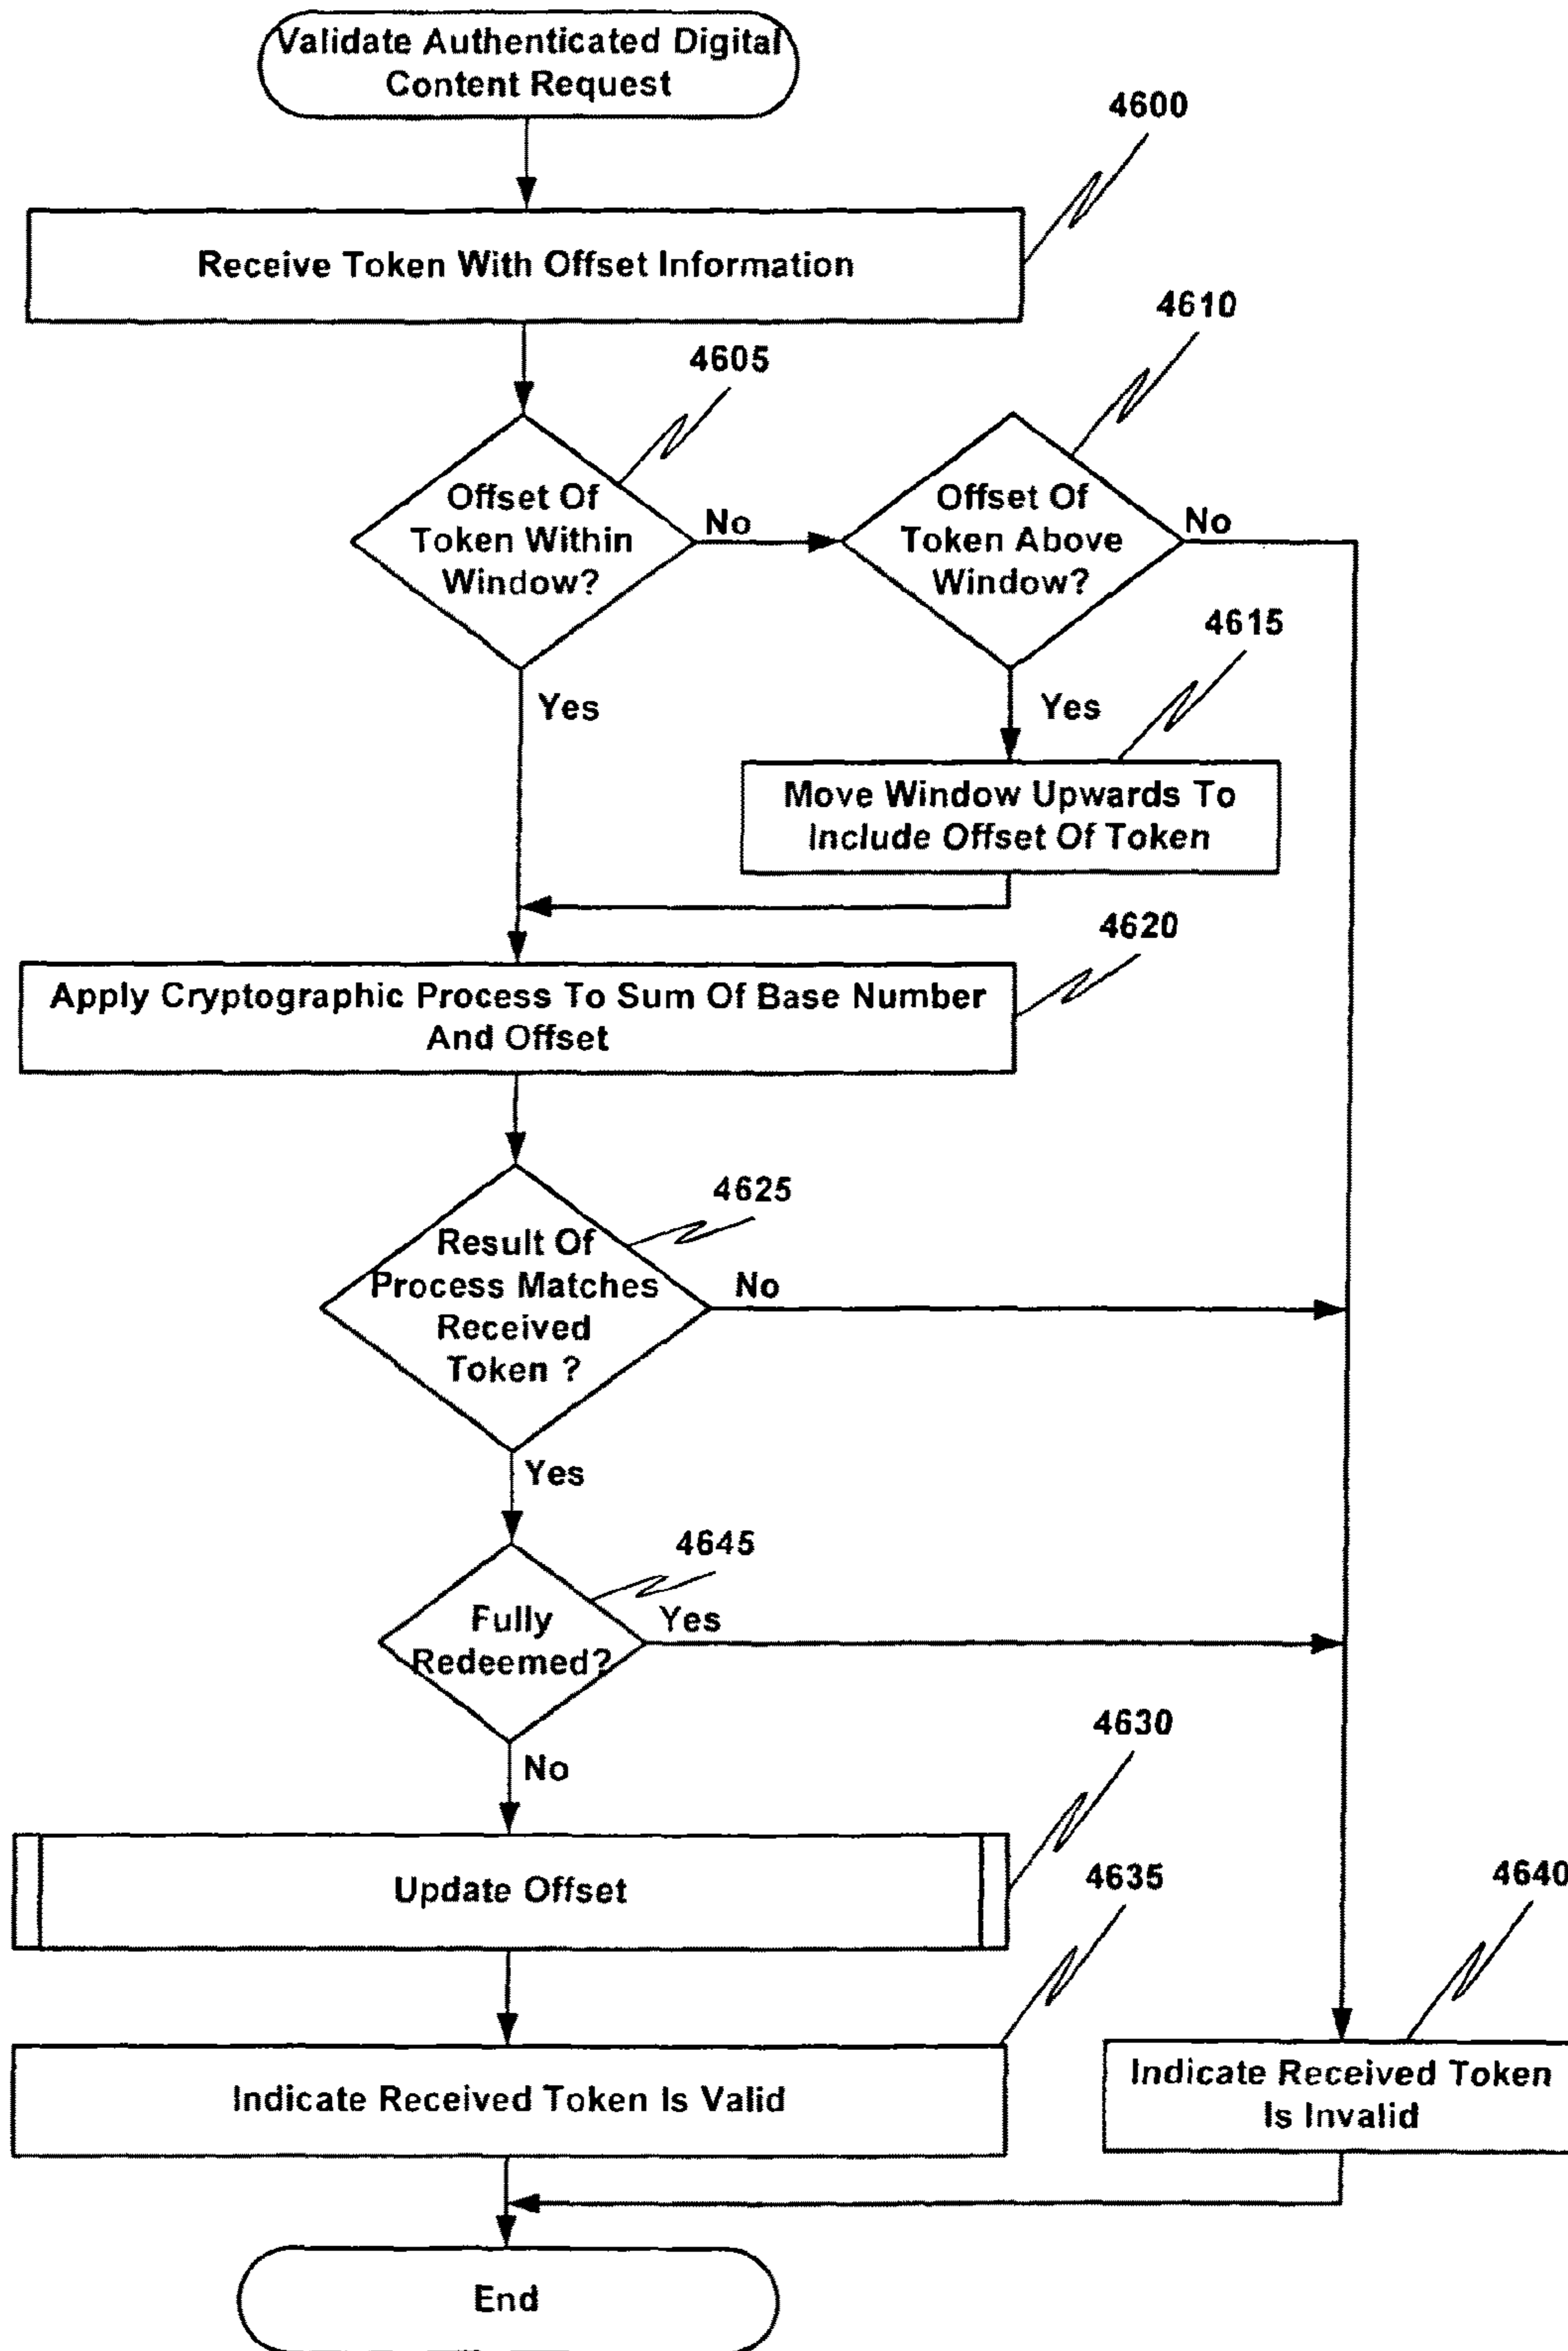 Validate Authenticated Digital
Content Request
4600
Receive Token With Offset Information
4605
4610
Offset Of
Token Within
Window?
No
Offset Of
Token Above
Window?
No
4615
Yes
Yes
Move Window Upwards To
Include Offset Of Token
4620
Apply Cryptographic Process To Sum Of Base Number
And Offset
4625
Result Of
Process Matches
Received
Token ?
No
Yes
4645
Fully
Redeemed?
Yes
No
4630
Update Offset
4635
4640
Indicate Received Token Is Valid
Indicate Received Token
Is Invalid
End